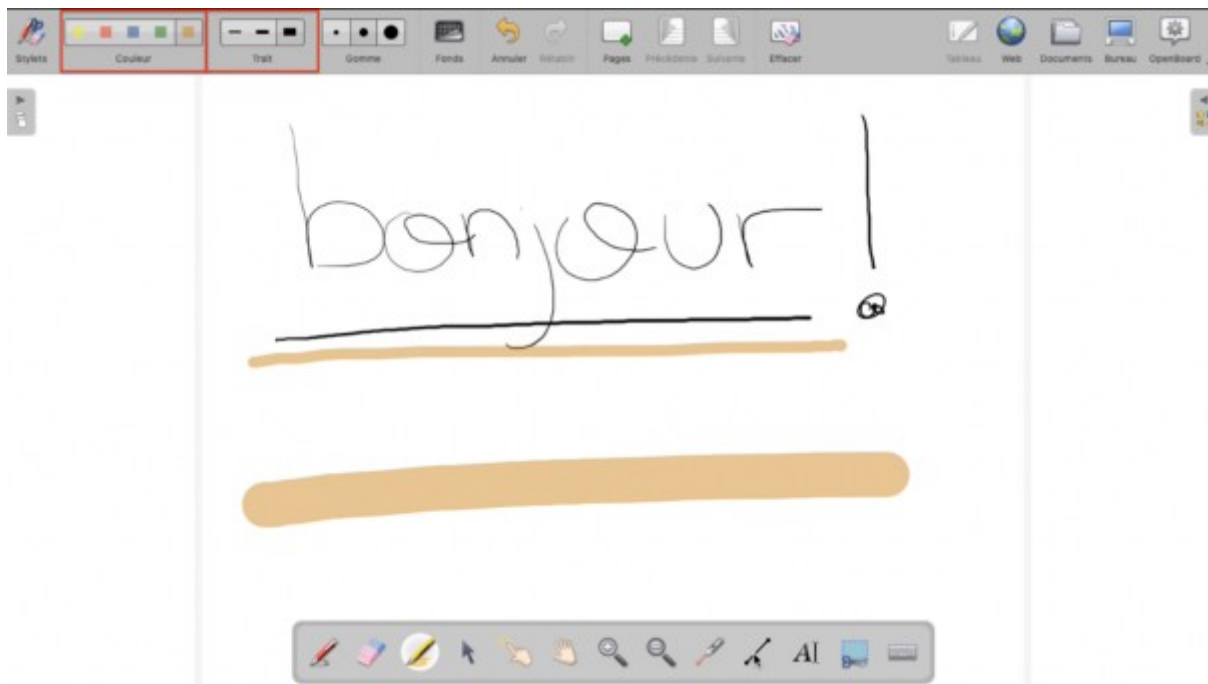 Stylets Couleur Trait Gomme Fonds Annuler Rétablir Pages Précédente Suivante Effacer Tableau Web Documents Bureau OpenBoard
bonjour!
AI